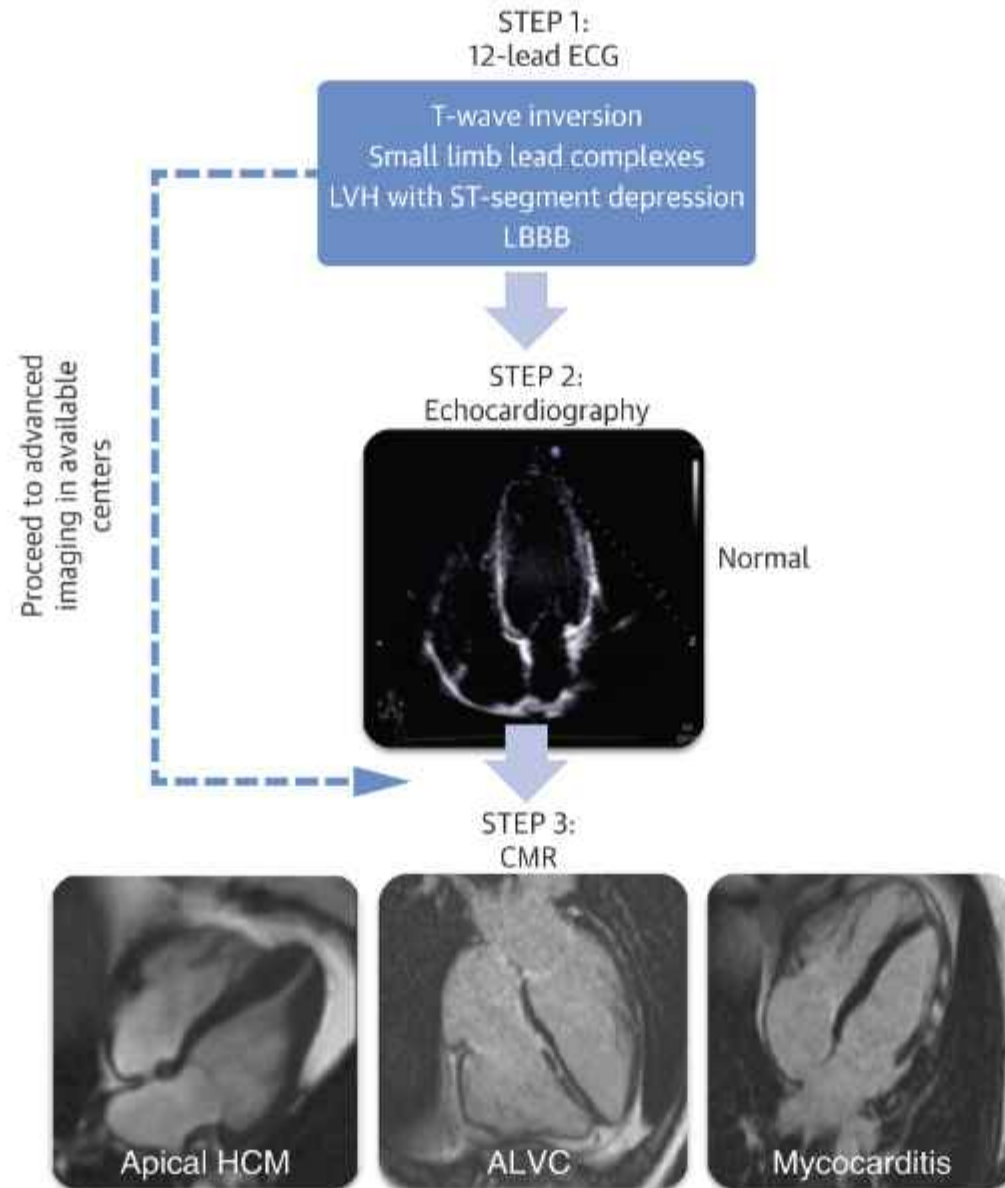 STEP 1:
12-lead ECG
T-wave inversion
Small limb lead complexes
LVH with ST-segment depression
LBBB
Proceed to advanced
imaging in available
centers
STEP 2:
Echocardiography
Normal
STEP 3:
CMR
Apical HCM
ALVC
Mycocarditis